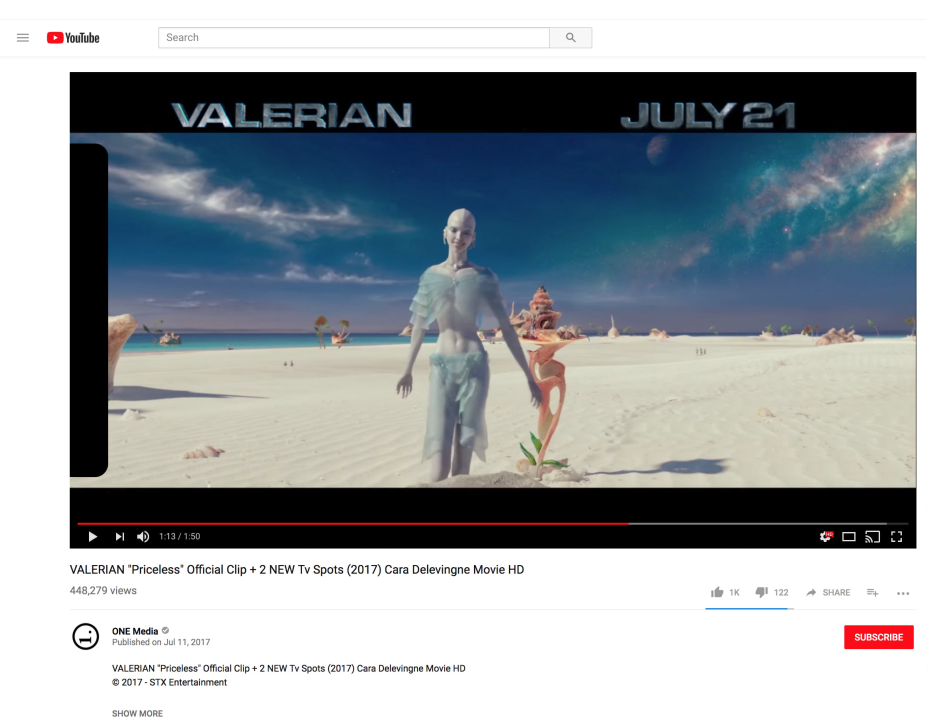 YouTube
Search
VALERIAN JULY 21
1:13 / 1:50
HD
VALERIAN "Priceless" Official Clip + 2 NEW Tv Spots (2017) Cara Delevingne Movie HD
448,279 views
1K 122 SHARE
ONE Media
Published on Jul 11, 2017
SUBSCRIBE
VALERIAN "Priceless" Official Clip + 2 NEW Tv Spots (2017) Cara Delevingne Movie HD
© 2017 - STX Entertainment
SHOW MORE